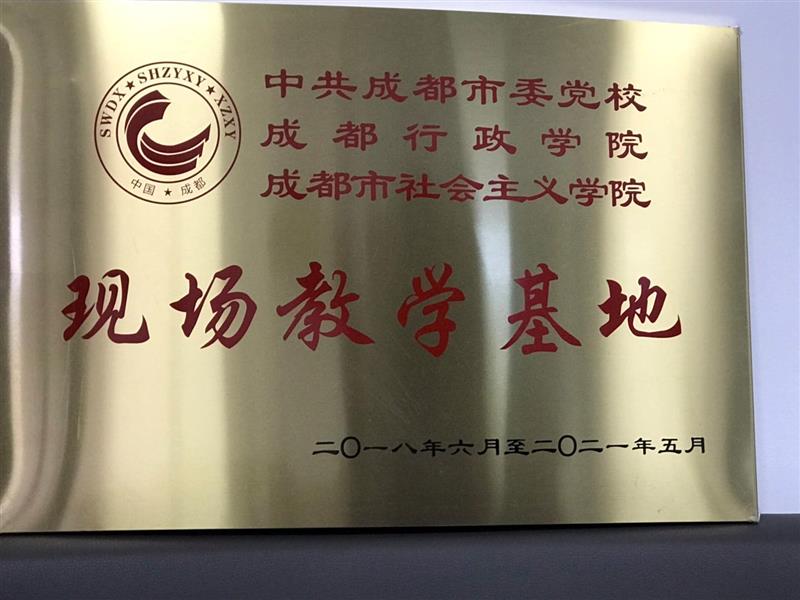 SWDX★SHZYXY★XZXY
中国 ★ 成都
中共成都市委党校
成都行政学院
成都市社会主义学院
现场教学基地
二〇一八年六月至二〇二一年五月